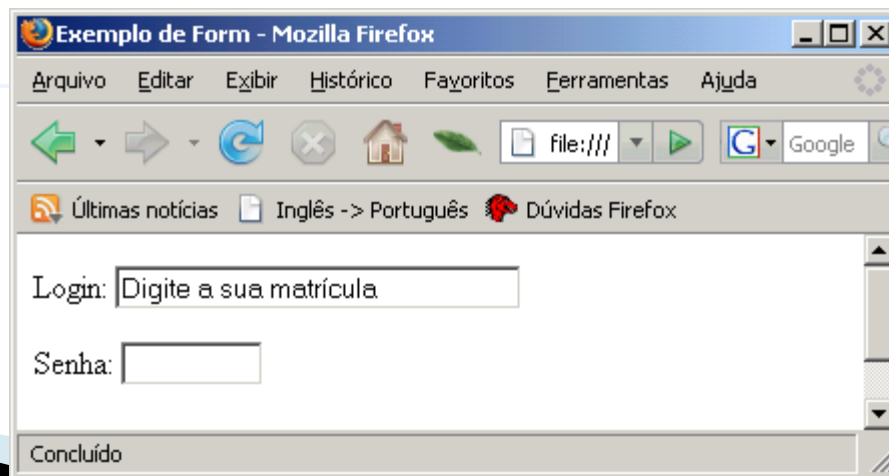 Exemplo de Form - Mozilla Firefox
Arquivo Editar Exibir Histórico Favoritos Ferramentas Ajuda
file:/// G Google
Últimas notícias Inglês -> Português Dúvidas Firefox
Login: Digite a sua matrícula
Senha:
Concluído